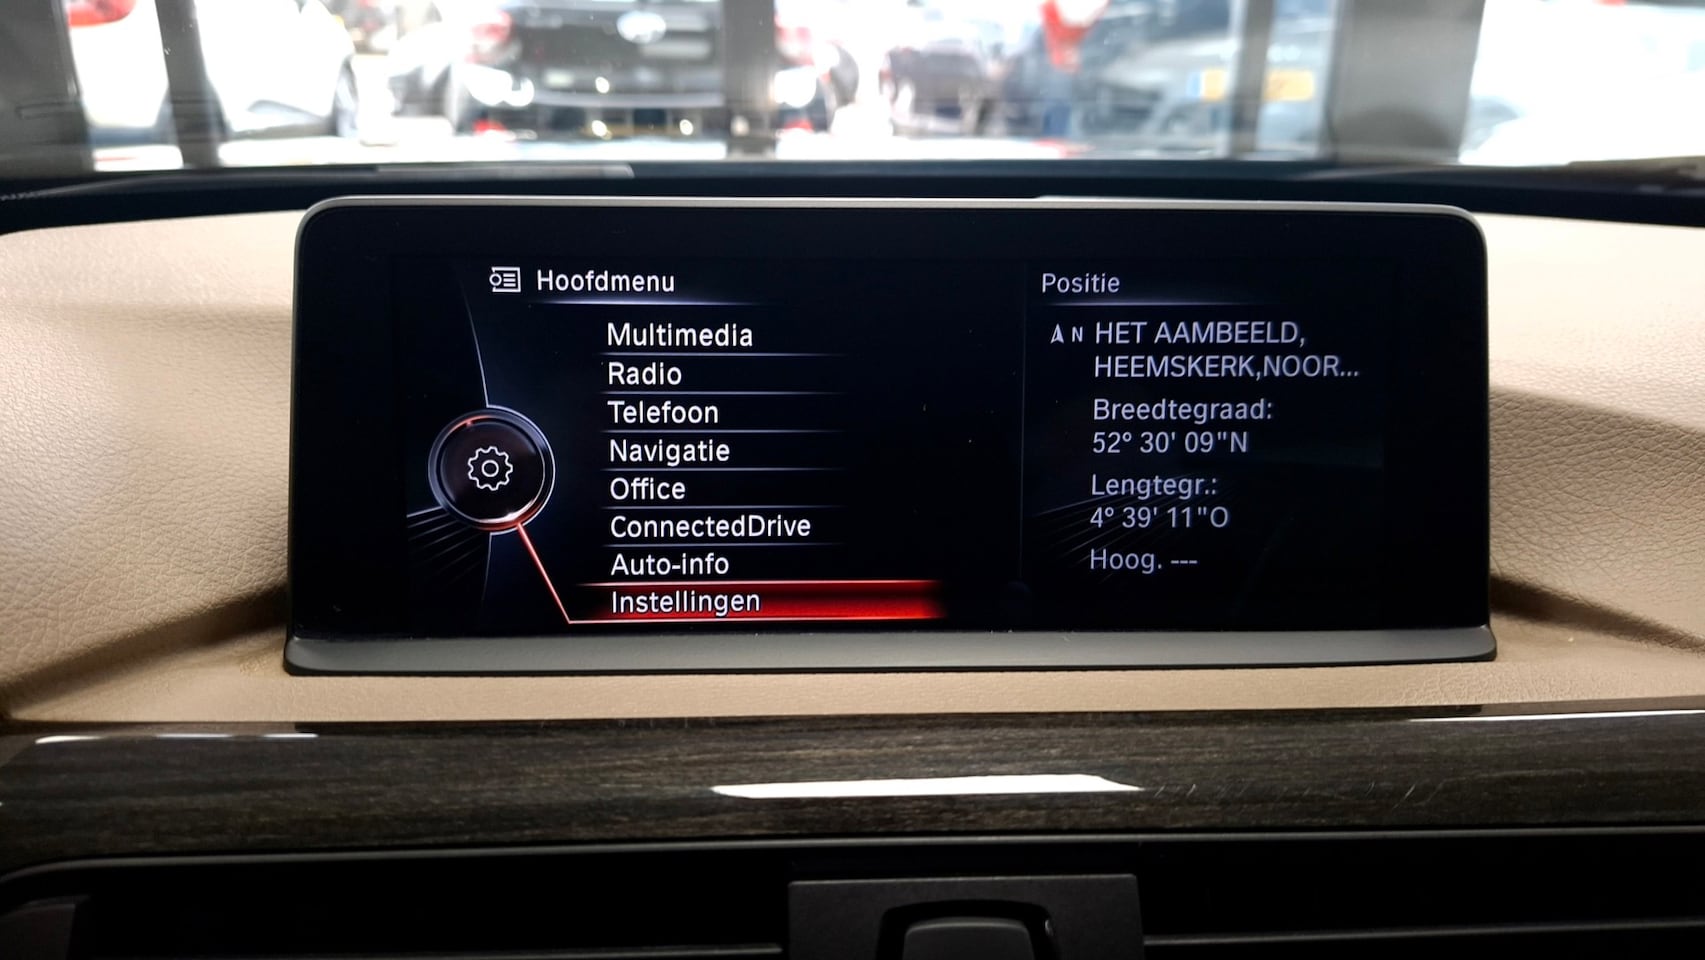 Hoofdmenu
Multimedia
Radio
Telefoon
Navigatie
Office
ConnectedDrive
Auto-info
Instellingen
Positie
N HET AAMBEELD,
HEEMSKERK,NOOR...
Breedtegraad:
52° 30' 09"N
Lengtegr.:
4° 39' 11"O
Hoog. ---